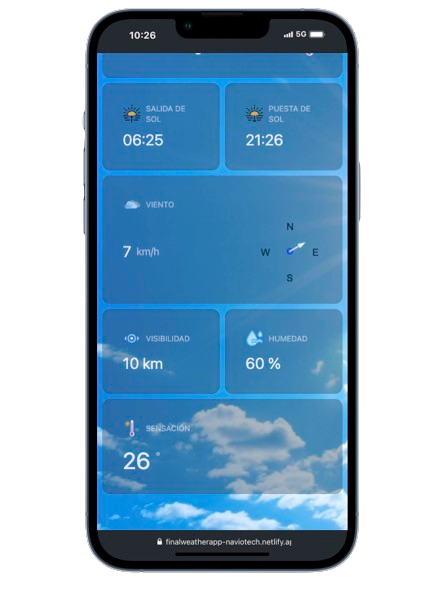 10:26
5G
SALIDA DE
SOL
06:25
PUESTA DE
SOL
21:26
VIENTO
7 km/h
N
W
E
S
VISIBILIDAD
10 km
HUMEDAD
60 %
SENSACIÓN
26 °
finalweatherapp-naviotech.netlify.ap